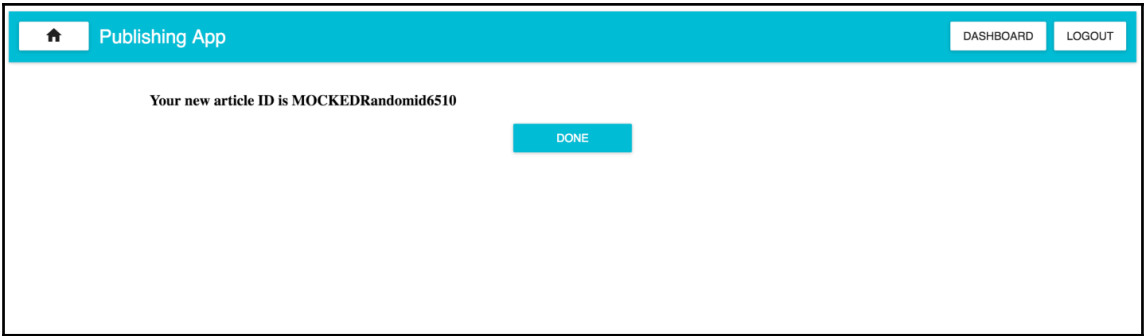 Publishing App
DASHBOARD
LOGOUT
Your new article ID is MOCKEDRandomid6510
DONE